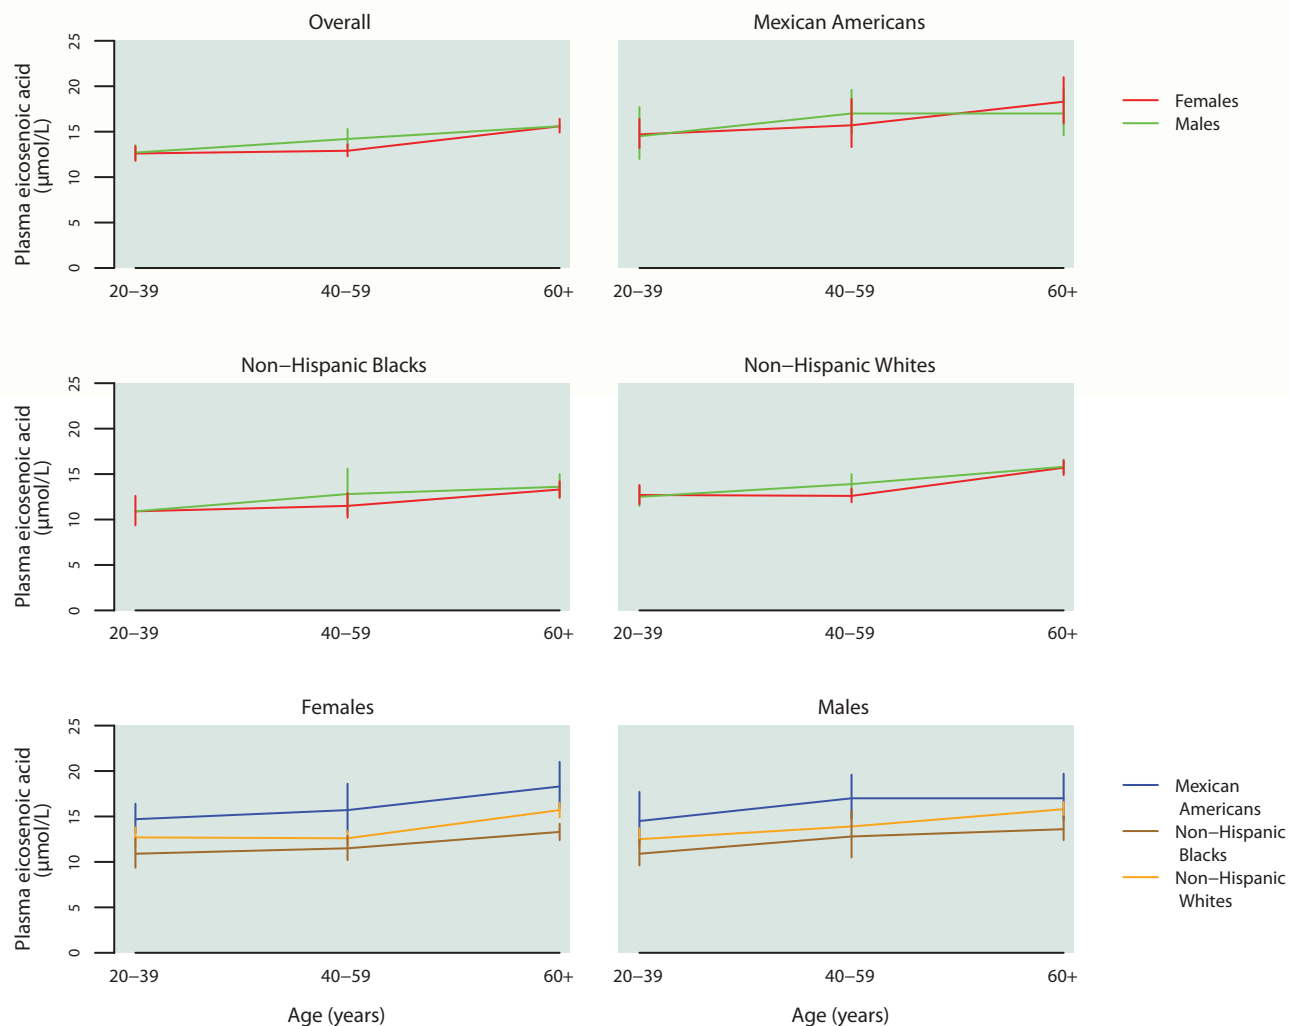 Overall
Mexican Americans
Plasma eicosenoic acid
(μmol/L)
25
20
15
10
5
0
20−39
40−59
60+
20−39
40−59
60+
Females
Males
Non−Hispanic Blacks
Non−Hispanic Whites
Plasma eicosenoic acid
(μmol/L)
25
20
15
10
5
0
20−39
40−59
60+
20−39
40−59
60+
Females
Males
Plasma eicosenoic acid
(μmol/L)
25
20
15
10
5
0
20−39
40−59
60+
20−39
40−59
60+
Age (years)
Age (years)
Mexican
Americans
Non−Hispanic
Blacks
Non−Hispanic
Whites